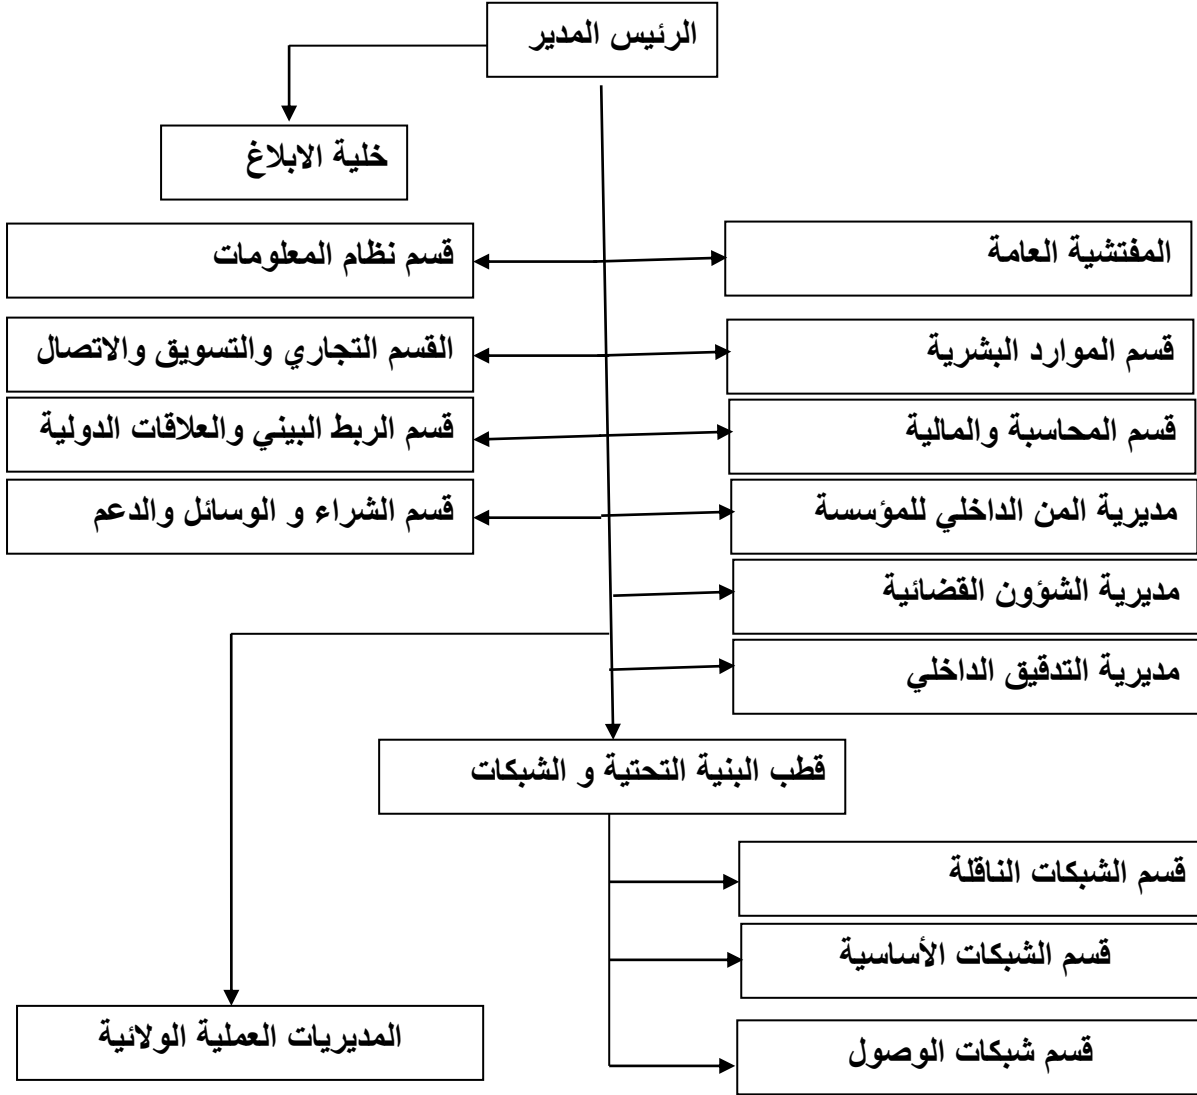 الرئيس المدير
خلية الابلاغ
المفتشية العامة
قسم نظام المعلومات
قسم الموارد البشرية
القسم التجاري والتسويق والاتصال
قسم المحاسبة والمالية
قسم الربط البيني والعلاقات الدولية
مديرية المن الداخلي للمؤسسة
قسم الشراء و الوسائل والدعم
مديرية الشؤون القضائية
مديرية التدقيق الداخلي
قطب البنية التحتية و الشبكات
قسم الشبكات الناقلة
قسم الشبكات الأساسية
قسم شبكات الوصول
المديريات العملية الولائية